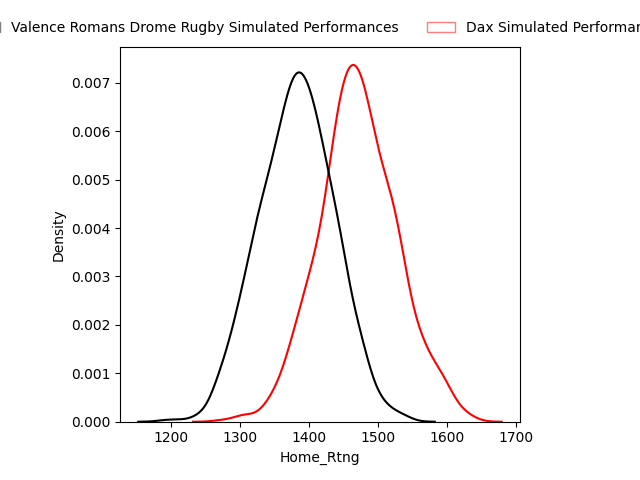 Valence Romans Drome Rugby Simulated Performances
Dax Simulated
0.007
0.006
0.005
0.004
0.003
0.002
0.001
0.000
Density
1200 1300 1400 1500 1600 1700
Home_Rtng